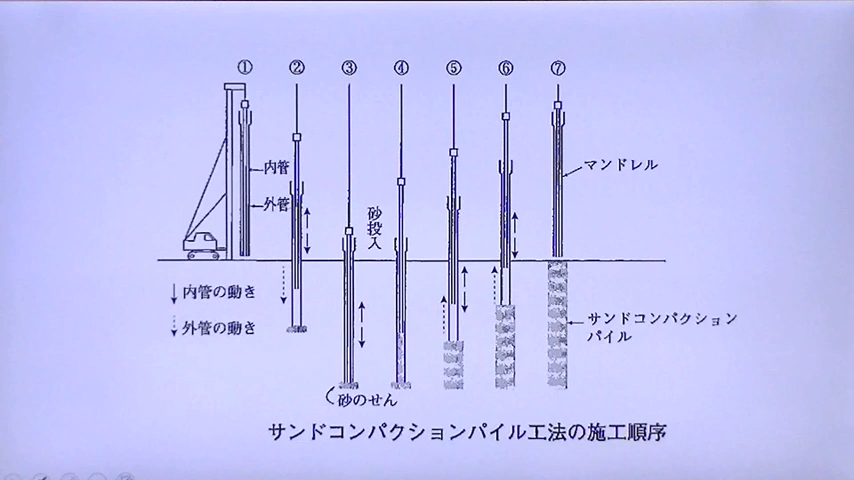 ① ② ③ ④ ⑤ ⑥ ⑦
内管
外管
砂投入
マンドレル
内管の動き
外管の動き
サンドコンパクション
パイル
砂のせん
サンドコンパクションパイル工法の施工順序